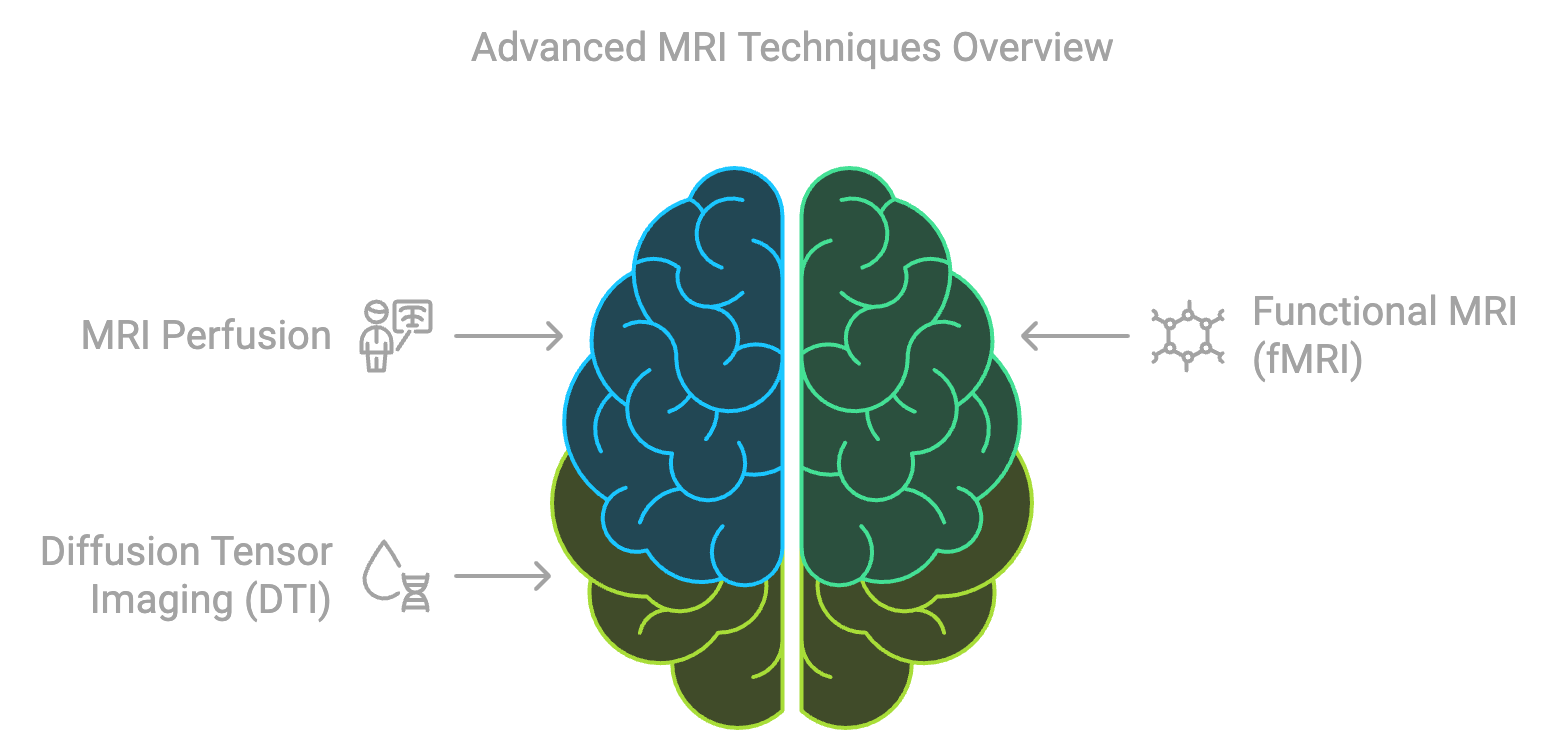 Advanced MRI Techniques Overview
MRI Perfusion
Functional MRI
(fMRI)
Diffusion Tensor
Imaging (DTI)